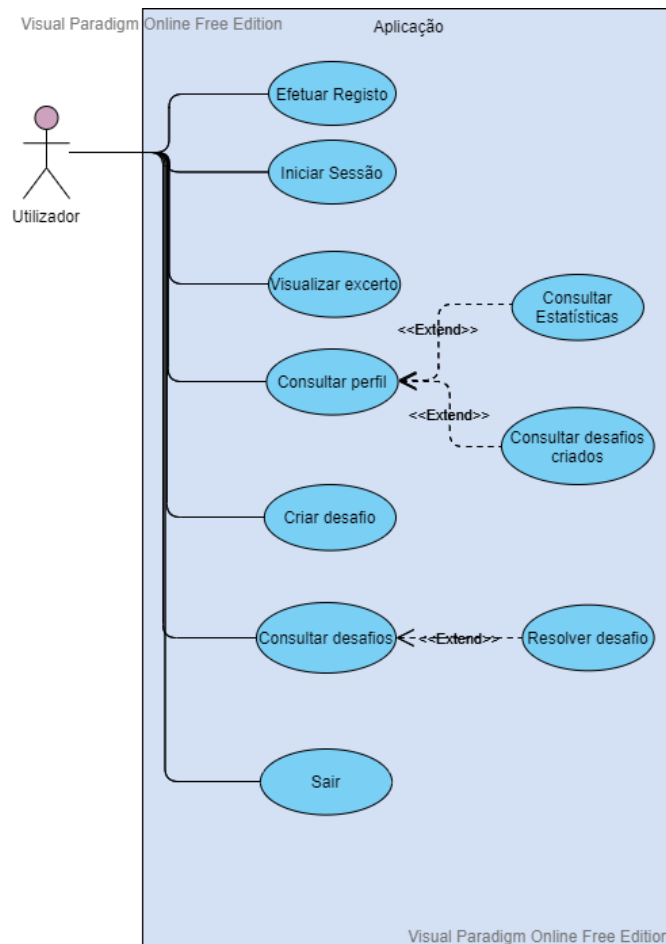 Visual Paradigm Online Free Edition
Aplicação
Efetuar Registo
Iniciar Sessão
Utilizador
Visualizar excerto
Consultar
Estatísticas
<<Extend>>
Consultar perfil
<<Extend>>
Consultar desafios
criados
Criar desafio
Consultar desafios
<<Extend>>
Resolver desafio
Sair
Visual Paradigm Online Free Edition